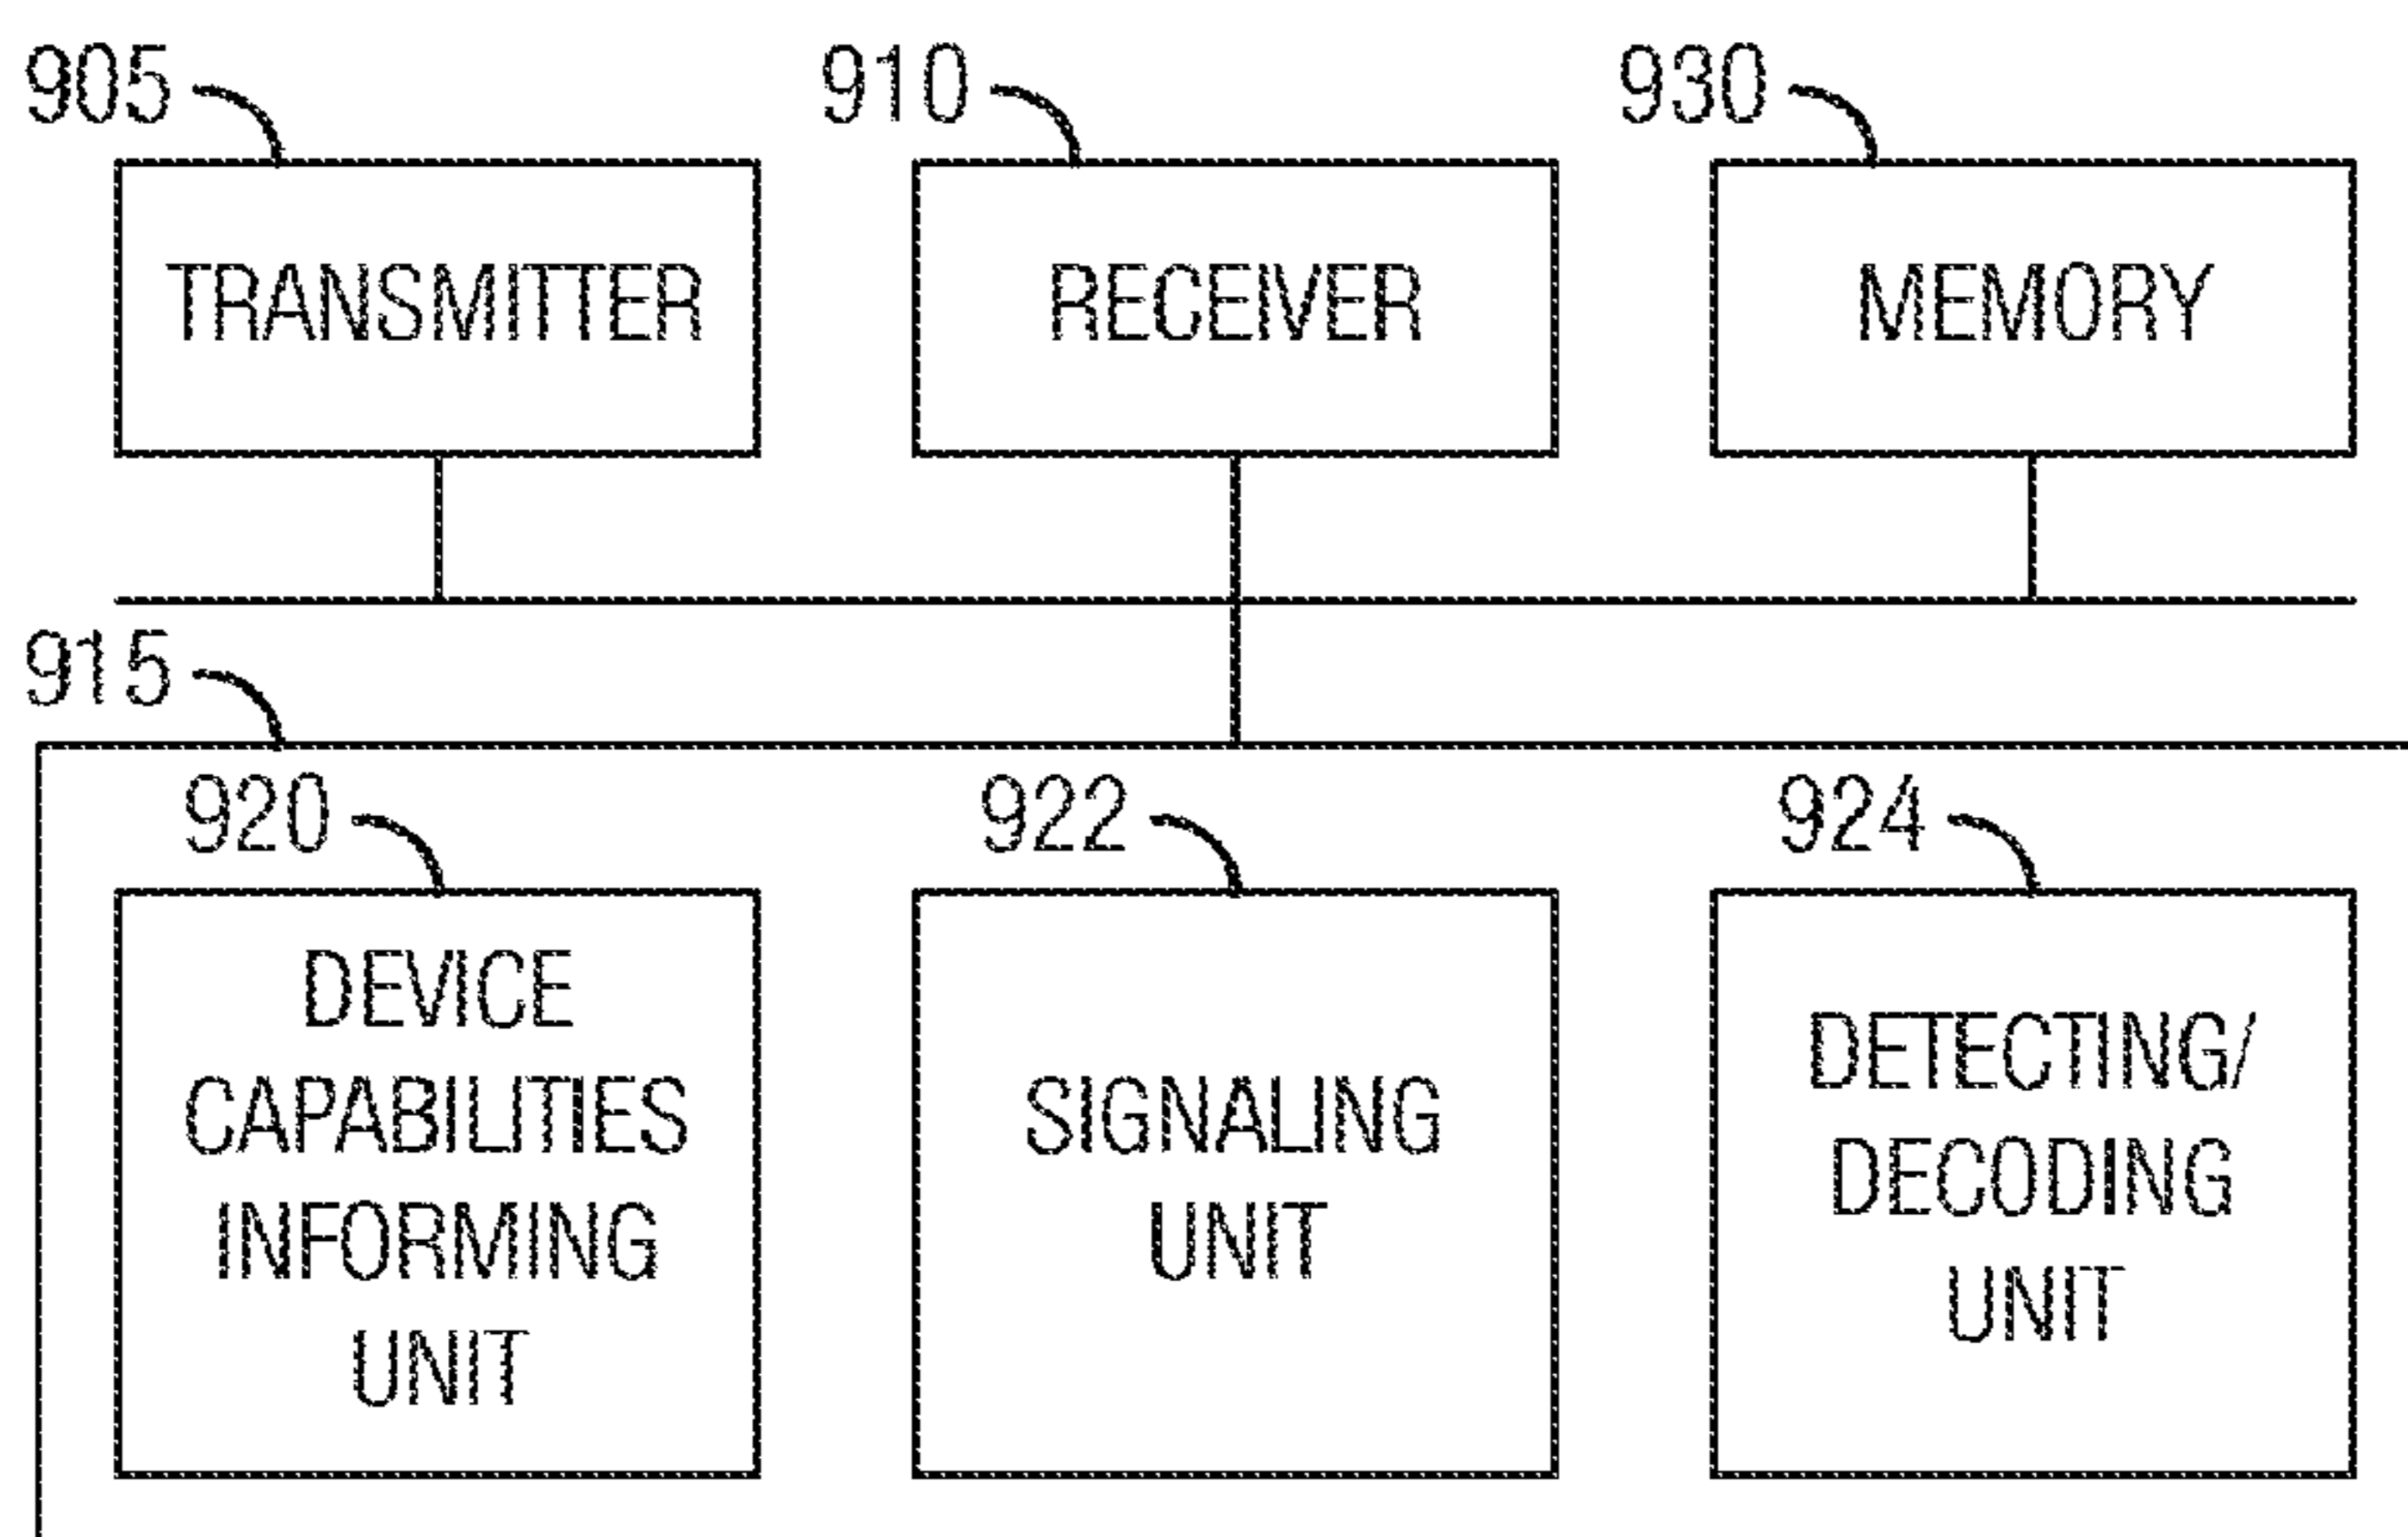 905
910
930
TRANSMITTER
RECEIVER
MEMORY
915
920
922
924
DEVICE
CAPABILITIES
INFORMING
UNIT
SIGNALING
UNIT
DETECTING/
DECODING
UNIT